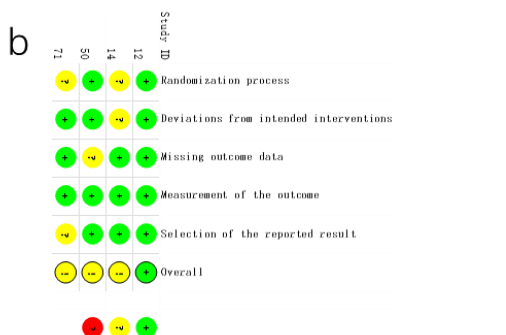 b
Study ID
71 50 14 12
Randomization process
Deviations from intended interventions
Missing outcome data
Measurement of the outcome
Selection of the reported result
Overall